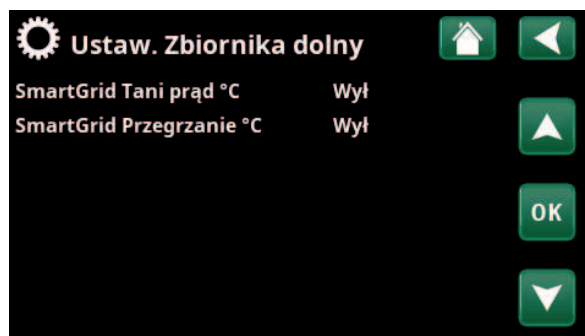 Ustaw. Zbiornika dolny
SmartGrid Tani prąd °C Wył
SmartGrid Przegrzanie °C Wył
OK